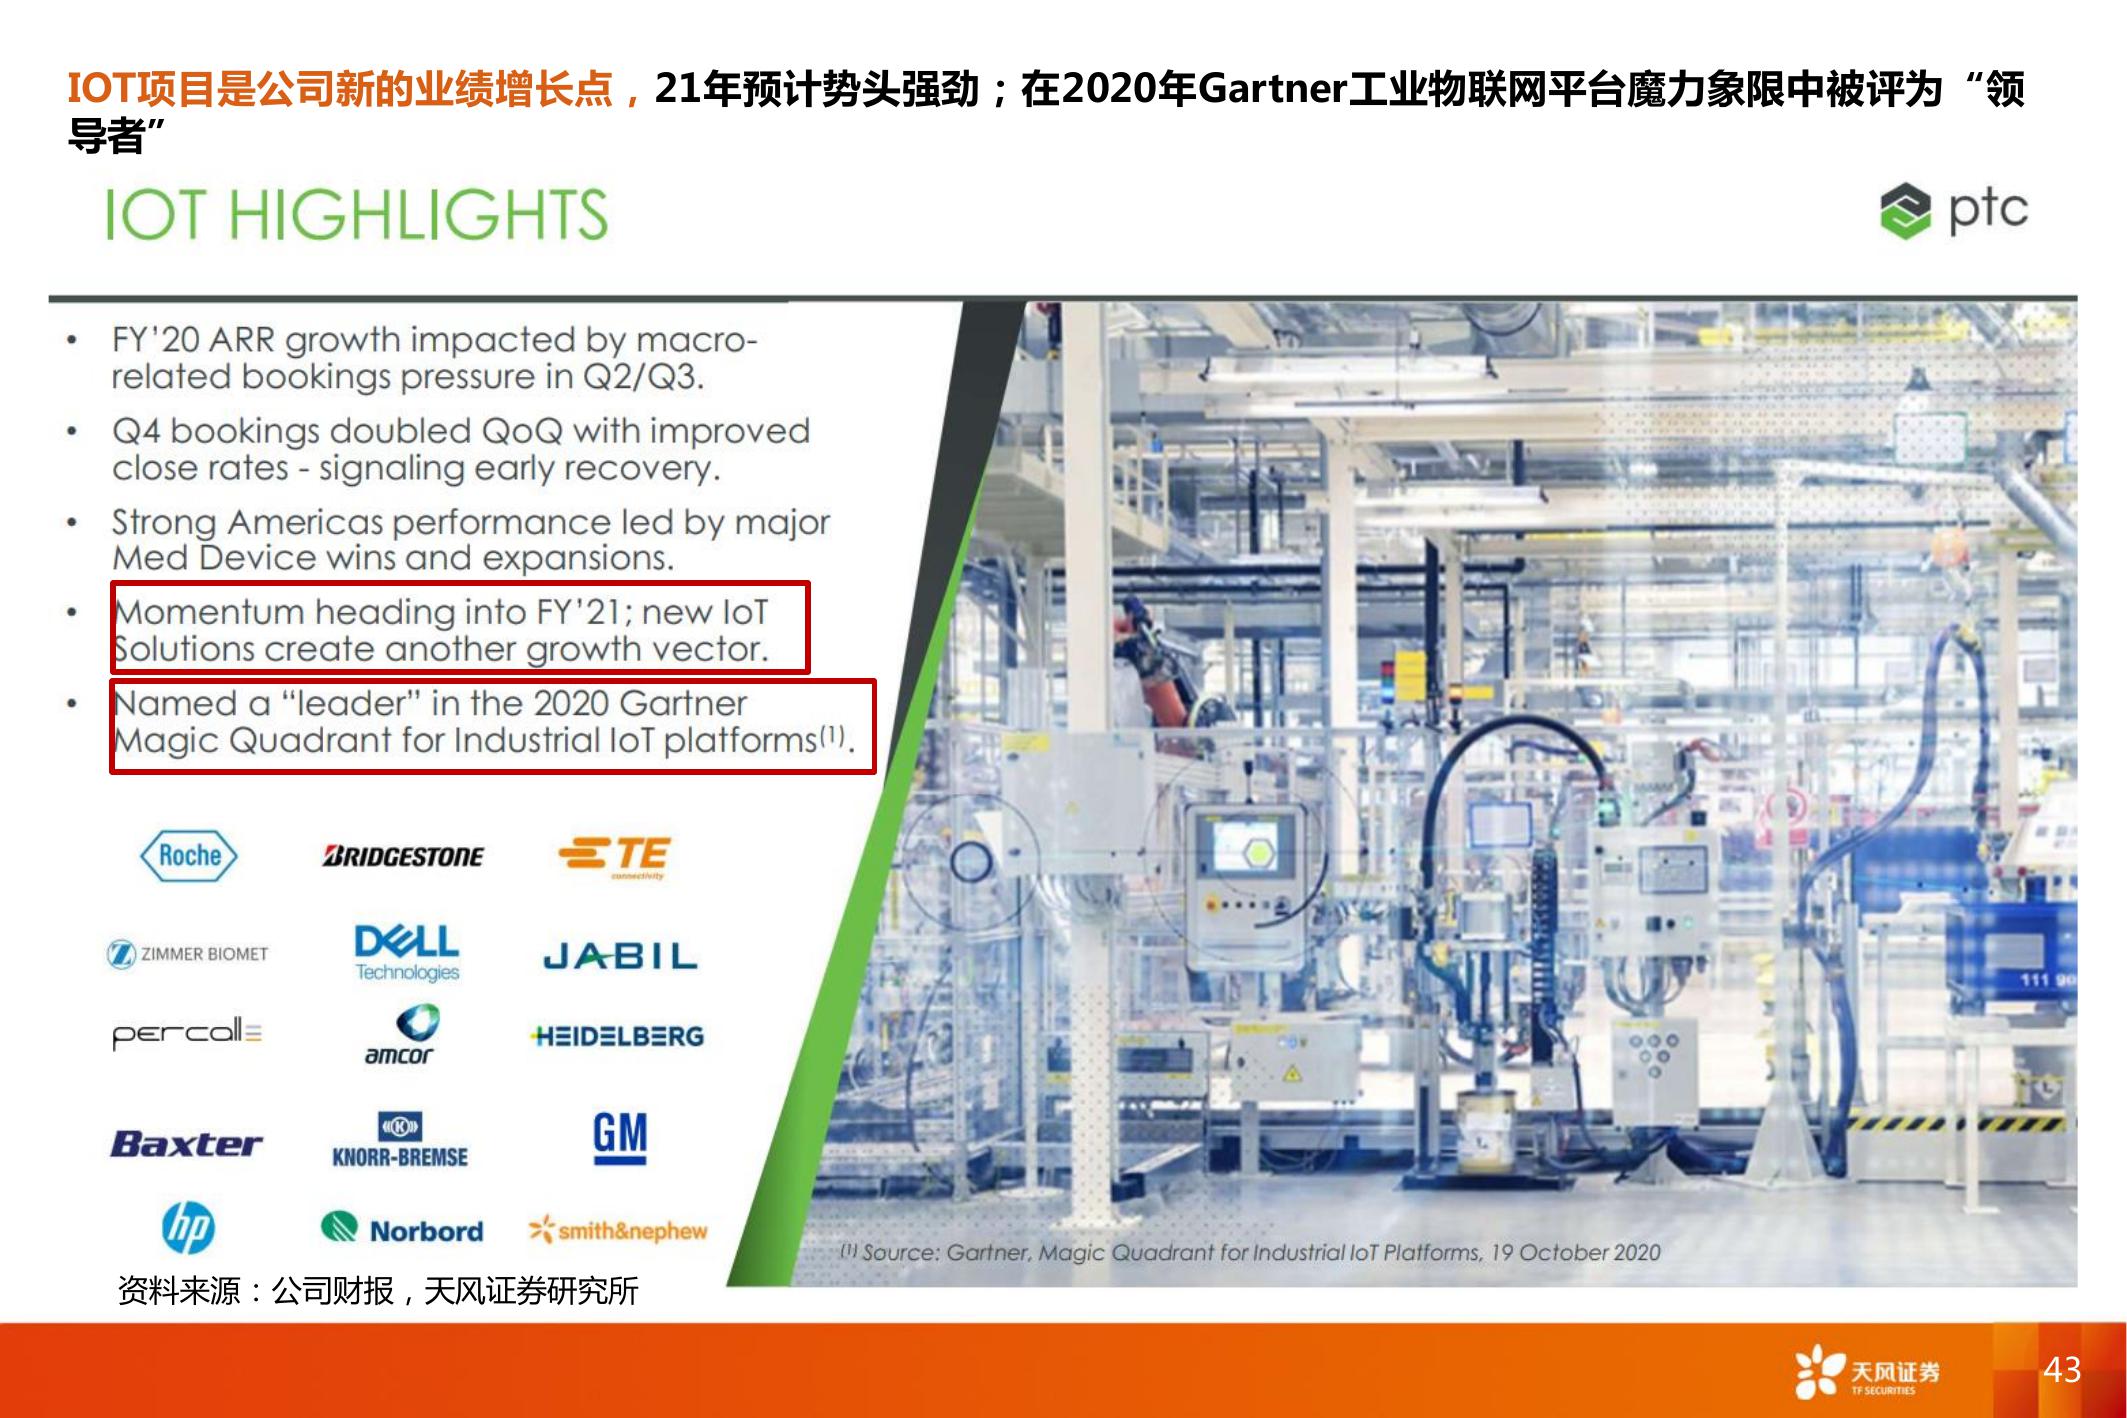 IOT项目是公司新的业绩增长点，21年预计势头强劲；在2020年Gartner工业物联网平台魔力象限中被评为“领
导者”
IOT HIGHLIGHTS
ptc
• FY’20 ARR growth impacted by macro-
related bookings pressure in Q2/Q3.
• Q4 bookings doubled QoQ with improved
close rates - signaling early recovery.
• Strong Americas performance led by major
Med Device wins and expansions.
• Momentum heading into FY’21; new IoT
Solutions create another growth vector.
• Named a “leader” in the 2020 Gartner
Magic Quadrant for Industrial IoT platforms(1).
Roche
BRIDGESTONE
TE
connectivity
ZIMMER BIOMET
DELL
Technologies
JABIL
percall
amcor
HEIDELBERG
Baxter
KNORR-BREMSE
GM
hp
Norbord
smith&nephew
(1) Source: Gartner, Magic Quadrant for Industrial IoT Platforms, 19 October 2020
资料来源：公司财报，天风证券研究所
天风证券
TF SECURITIES
43